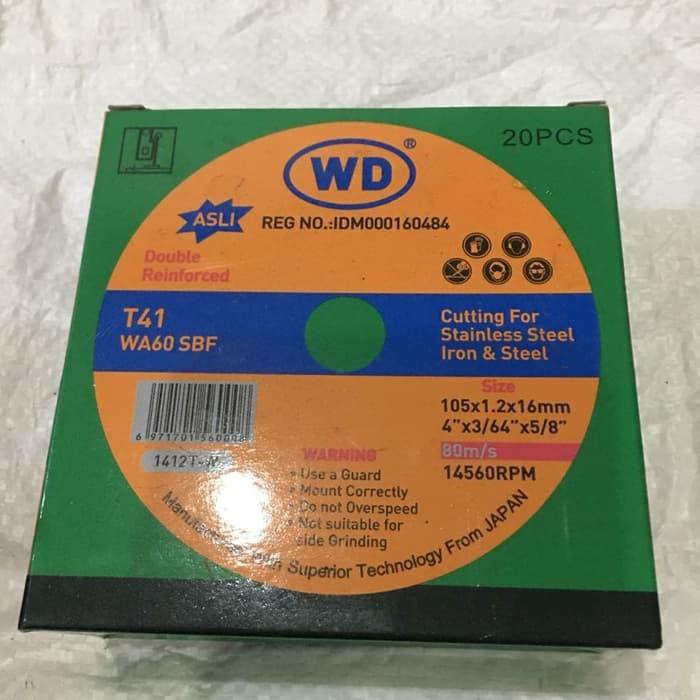 20PCS
WD®
ASLI
REG NO.:IDM000160484
Double
Reinforced
T41
WA60 SBF
Cutting For
Stainless Steel
Iron & Steel
Size
105x1.2x16mm
4"x3/64"x5/8"
80m/s
14560RPM
WARNING
• Use a Guard
• Mount Correctly
• Do not Overspeed
• Not suitable for
side Grinding
Superior Technology From JAPAN